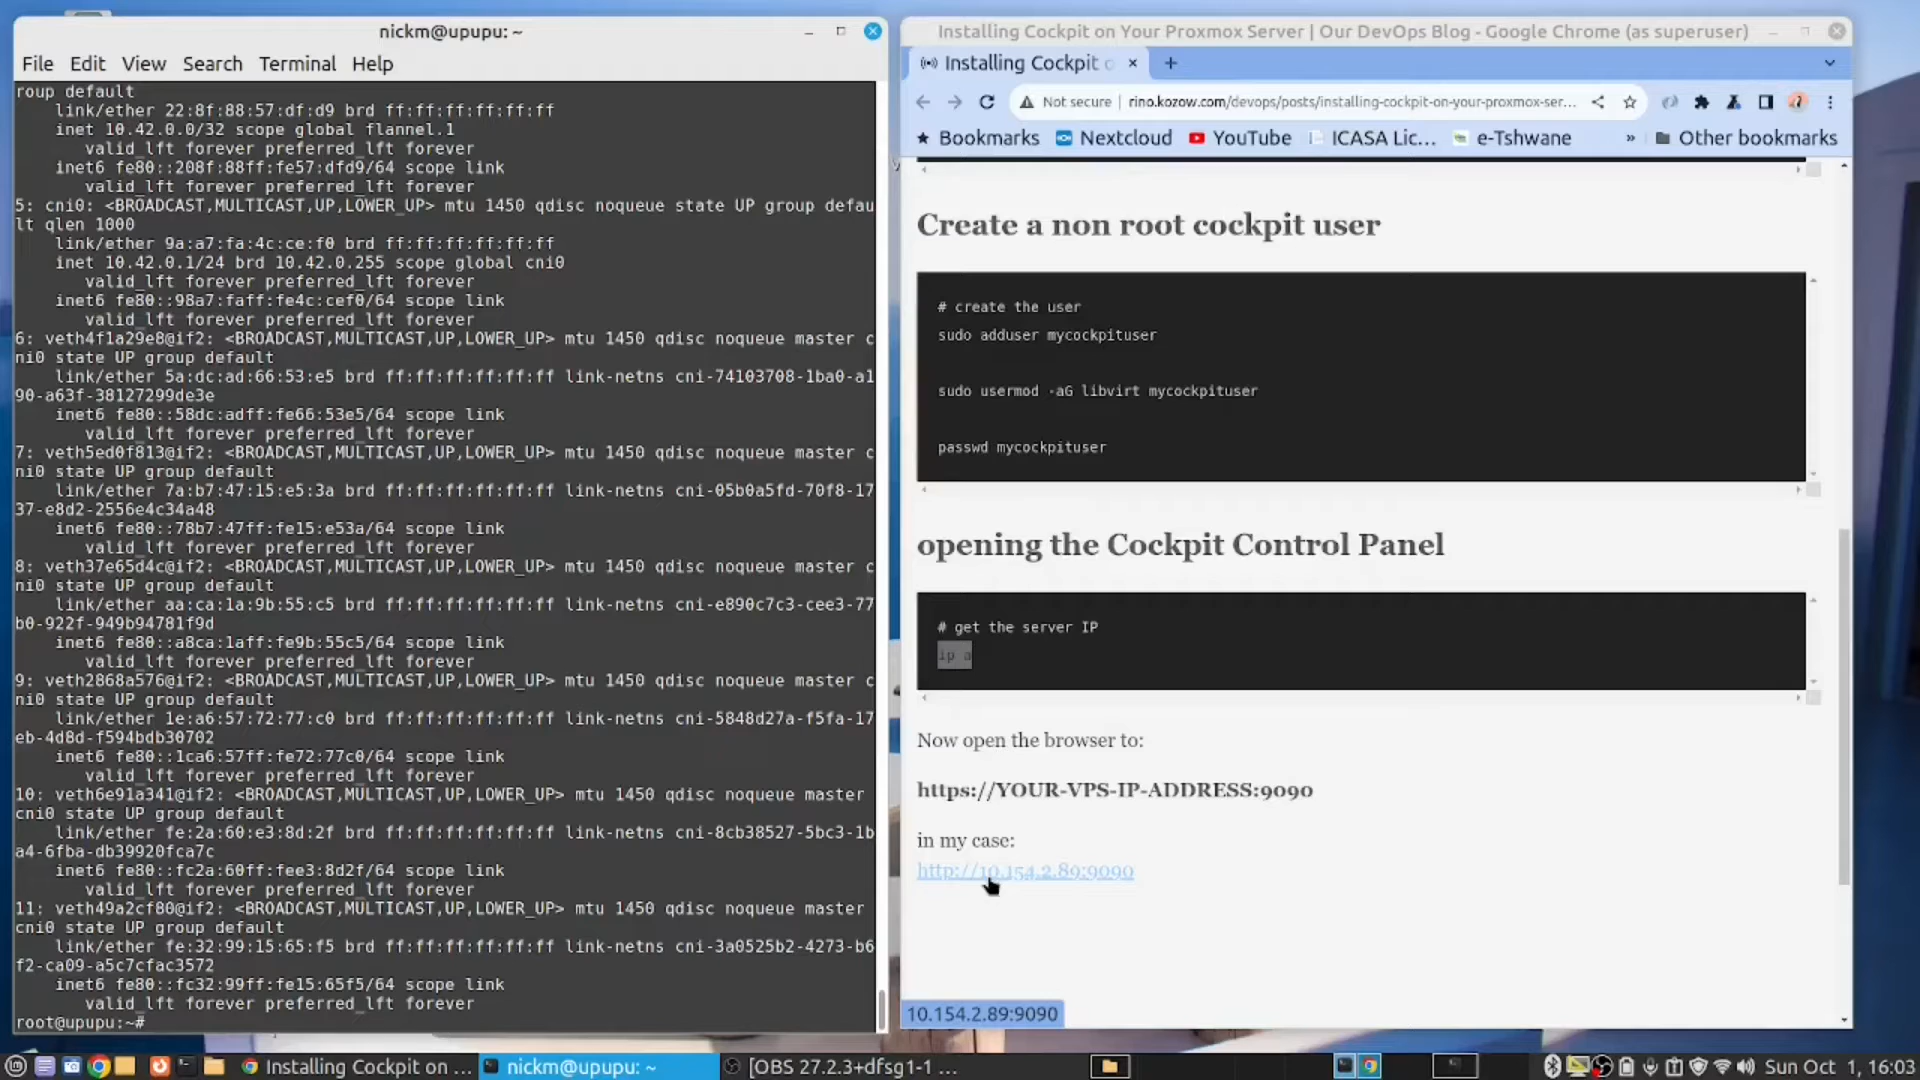 nickm@upupu: ~
File Edit View Search Terminal Help
roup default
link/ether 22:8f:88:57:df:d9 brd ff:ff:ff:ff:ff:ff
inet 10.42.0.0/32 scope global flannel.1
valid_lft forever preferred_lft forever
inet6 fe80::208f:88ff:fe57:dfd9/64 scope link
valid_lft forever preferred_lft forever
5: cni0: <BROADCAST,MULTICAST,UP,LOWER_UP> mtu 1450 qdisc noqueue state UP group defau
lt qlen 1000
link/ether 9a:a7:fa:4c:ce:f0 brd ff:ff:ff:ff:ff:ff
inet 10.42.0.1/24 brd 10.42.0.255 scope global cni0
valid_lft forever preferred_lft forever
inet6 fe80::98a7:faff:fe4c:cef0/64 scope link
valid_lft forever preferred_lft forever
6: veth4f1a29e8@if2: <BROADCAST,MULTICAST,UP,LOWER_UP> mtu 1450 qdisc noqueue master c
ni0 state UP group default
link/ether 5a:dc:ad:66:53:e5 brd ff:ff:ff:ff:ff:ff link-netns cni-74103708-1ba0-a1
90-a63f-38127299de3e
inet6 fe80::58dc:adff:fe66:53e5/64 scope link
valid_lft forever preferred_lft forever
7: veth5ed0f813@if2: <BROADCAST,MULTICAST,UP,LOWER_UP> mtu 1450 qdisc noqueue master c
ni0 state UP group default
link/ether 7a:b7:47:15:e5:3a brd ff:ff:ff:ff:ff:ff link-netns cni-05b0a5fd-70f8-17
37-e8d2-2556e4c34a48
inet6 fe80::78b7:47ff:fe15:e53a/64 scope link
valid_lft forever preferred_lft forever
8: veth37e65d4c@if2: <BROADCAST,MULTICAST,UP,LOWER_UP> mtu 1450 qdisc noqueue master c
ni0 state UP group default
link/ether aa:ca:1a:9b:55:c5 brd ff:ff:ff:ff:ff:ff link-netns cni-e890c7c3-cee3-77
b0-922f-949b94781f9d
inet6 fe80::a8ca:1aff:fe9b:55c5/64 scope link
valid_lft forever preferred_lft forever
9: veth2868a576@if2: <BROADCAST,MULTICAST,UP,LOWER_UP> mtu 1450 qdisc noqueue master c
ni0 state UP group default
link/ether 1e:a6:57:72:77:c0 brd ff:ff:ff:ff:ff:ff link-netns cni-5848d27a-f5fa-17
eb-4d8d-f594bdb30702
inet6 fe80::1ca6:57ff:fe72:77c0/64 scope link
valid_lft forever preferred_lft forever
10: veth6e91a341@if2: <BROADCAST,MULTICAST,UP,LOWER_UP> mtu 1450 qdisc noqueue master
cni0 state UP group default
link/ether fe:2a:60:e3:8d:2f brd ff:ff:ff:ff:ff:ff link-netns cni-8cb38527-5bc3-1b
a4-6fba-db39920fca7c
inet6 fe80::fc2a:60ff:fee3:8d2f/64 scope link
valid_lft forever preferred_lft forever
11: veth49a2cf80@if2: <BROADCAST,MULTICAST,UP,LOWER_UP> mtu 1450 qdisc noqueue master
cni0 state UP group default
link/ether fe:32:99:15:65:f5 brd ff:ff:ff:ff:ff:ff link-netns cni-3a0525b2-4273-b6
f2-ca09-a5c7cfac3572
inet6 fe80::fc32:99ff:fe15:65f5/64 scope link
valid_lft forever preferred_lft forever
root@upupu:~#
Installing Cockpit on Your Proxmox Server | Our DevOps Blog - Google Chrome (as superuser)
Installing Cockpit o
Not secure | rino.kozow.com/devops/posts/installing-cockpit-on-your-proxmox-ser...
Bookmarks Nextcloud YouTube ICASA Lic... e-Tshwane » Other bookmarks
Create a non root cockpit user
# create the user
sudo adduser mycockpituser
sudo usermod -aG libvirt mycockpituser
passwd mycockpituser
opening the Cockpit Control Panel
# get the server IP
ip a
Now open the browser to:
https://YOUR-VPS-IP-ADDRESS:9090
in my case:
http://10.154.2.89:9090
10.154.2.89:9090
Installing Cockpit on ... nickm@upupu: ~ [OBS 27.2.3+dfsg1-1 ... Sun Oct 1, 16:03